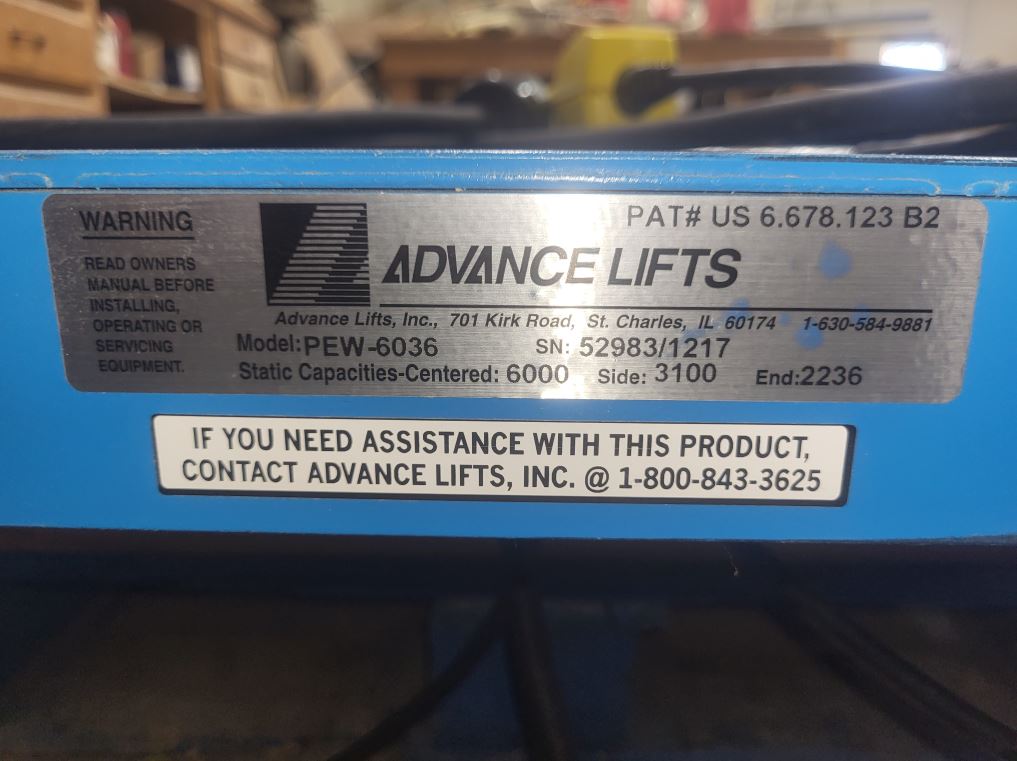 WARNING
READ OWNERS
MANUAL BEFORE
INSTALLING,
OPERATING OR
SERVICING
EQUIPMENT.
PAT# US 6.678.123 B2
ADVANCE LIFTS
Advance Lifts, Inc., 701 Kirk Road, St. Charles, IL 60174 1-630-584-9881
Model:PEW-6036 SN: 52983/1217
Static Capacities-Centered: 6000 Side: 3100 End:2236
IF YOU NEED ASSISTANCE WITH THIS PRODUCT,
CONTACT ADVANCE LIFTS, INC. @ 1-800-843-3625